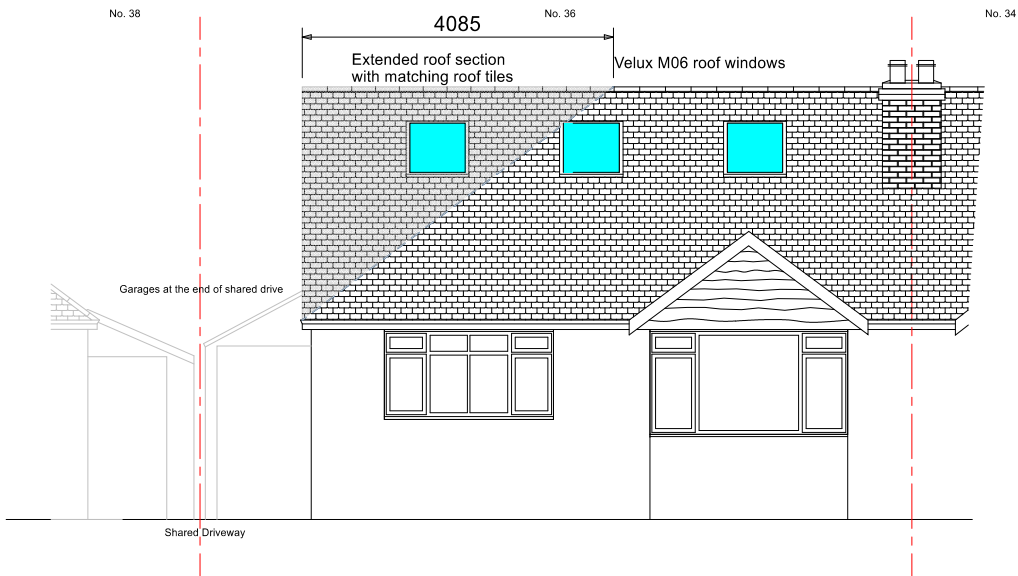 No. 38
No. 36
No. 34
4085
Extended roof section
with matching roof tiles
Velux M06 roof windows
Garages at the end of shared drive
Shared Driveway